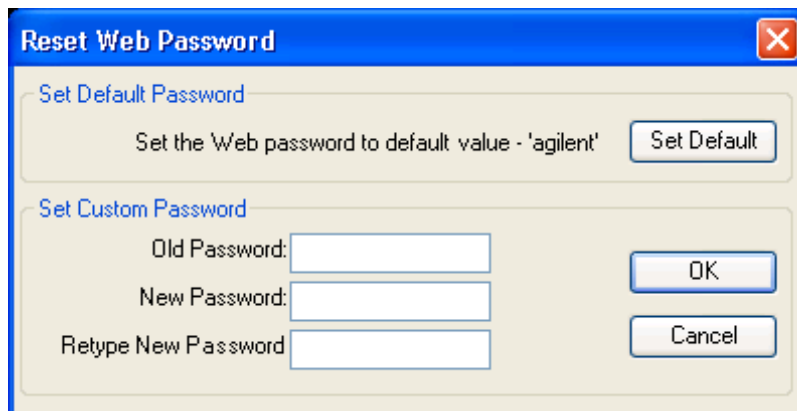 Reset Web Password
Set Default Password
Set the Web password to default value - 'agilent'
Set Default
Set Custom Password
Old Password:
New Password:
Retype New Password
OK
Cancel